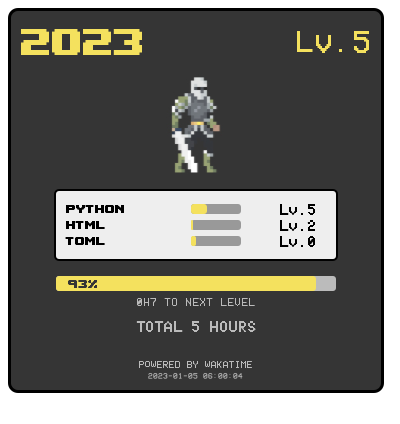 2023 Lv.5
PYTHON Lv.5
HTML Lv.2
TOML Lv.0
93%
0H7 TO NEXT LEVEL
TOTAL 5 HOURS
POWERED BY WAKATIME
2023-01-05 06:00:04